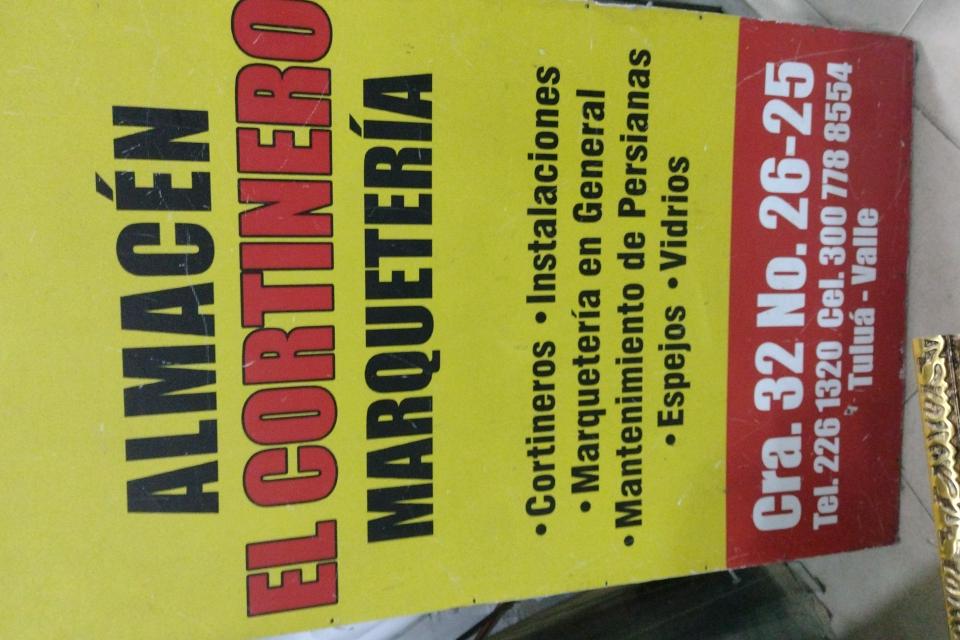 ALMACÉN
EL CORTINERO
MARQUETERÍA
• Cortineros • Instalaciones
• Marquetería en General
• Mantenimiento de Persianas
• Espejos • Vidrios
Cra. 32 No. 26-25
Tel. 226 1320 Cel. 300 778 8554
Tuluá - Valle